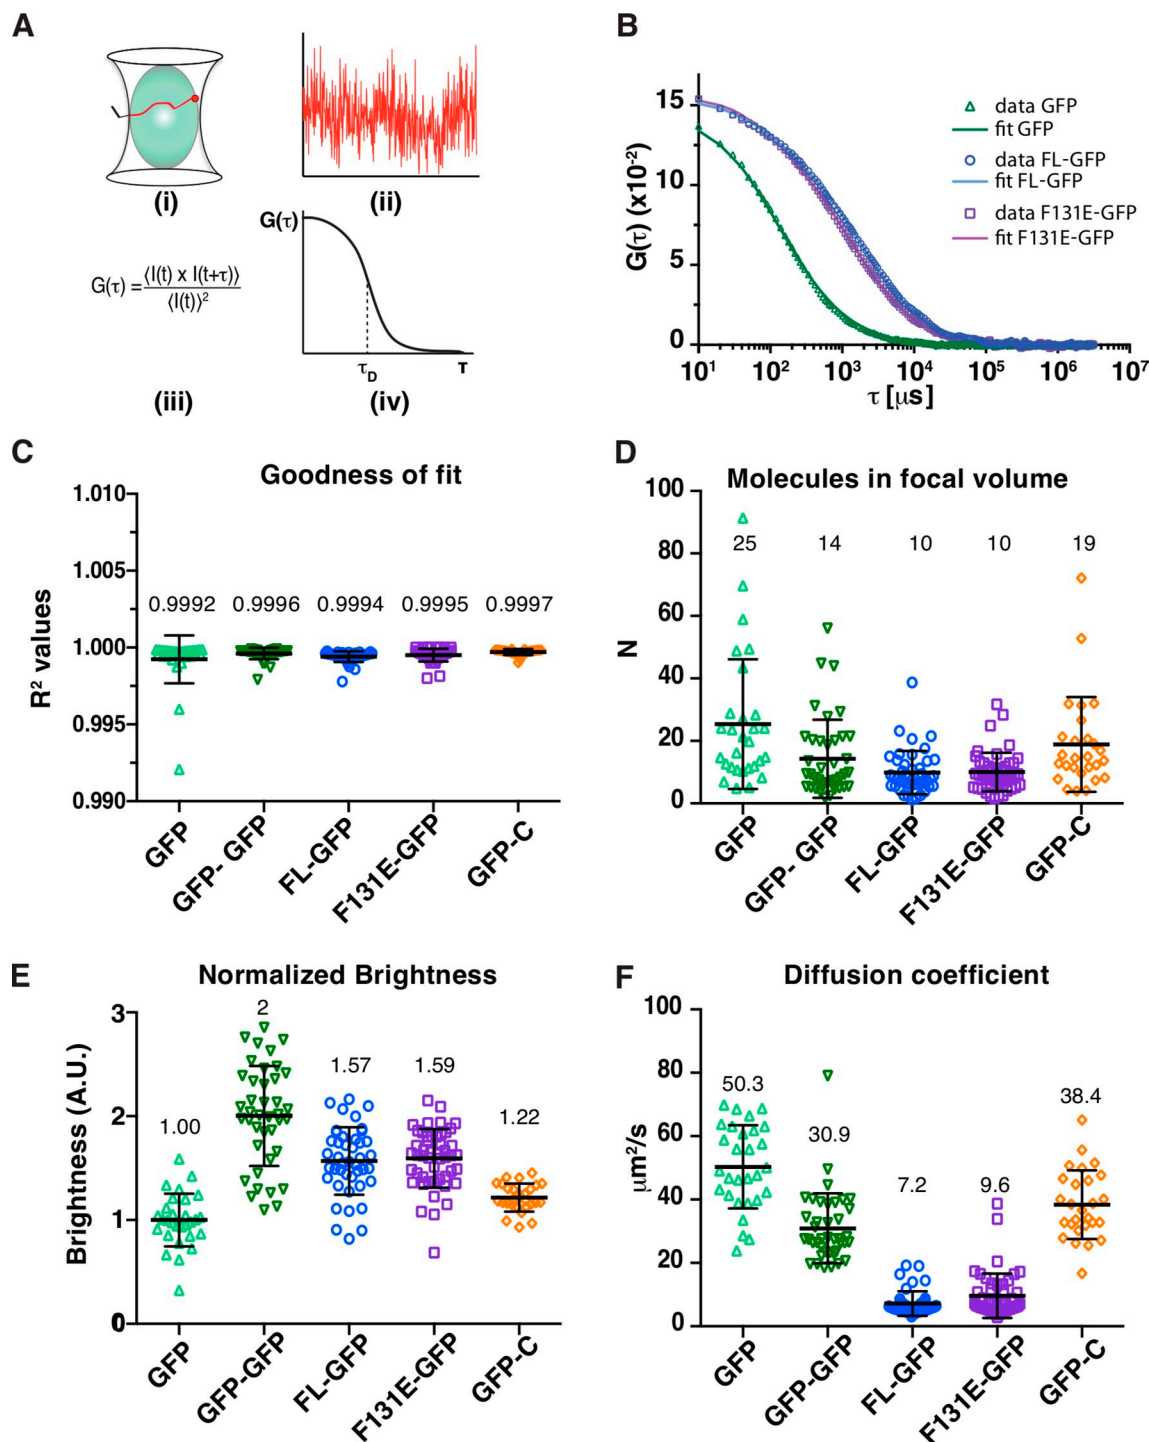 A
(i)
(ii)
G(τ) = ⟨I(t) x I(t+τ)⟩
⟨I(t)⟩²
(iii)
G(τ)
τD
τ
(iv)
B
G(τ) (x10⁻²)
15
10
5
0
10¹ 10² 10³ 10⁴ 10⁵ 10⁶ 10⁷
τ [μs]
data GFP
fit GFP
data FL-GFP
fit FL-GFP
data F131E-GFP
fit F131E-GFP
C
Goodness of fit
R² values
1.010
1.005
1.000
0.995
0.990
0.9992 0.9996 0.9994 0.9995 0.9997
GFP
GFP- GFP
FL-GFP
F131E-GFP
GFP-C
D
Molecules in focal volume
N
100
80
60
40
20
0
25 14 10 10 19
GFP
GFP- GFP
FL-GFP
F131E-GFP
GFP-C
E
Normalized Brightness
Brightness (A.U.)
3
2
1
0
1.00 2 1.57 1.59 1.22
GFP
GFP-GFP
FL-GFP
F131E-GFP
GFP-C
F
Diffusion coefficient
μm²/s
100
80
60
40
20
0
50.3 30.9 7.2 9.6 38.4
GFP
GFP-GFP
FL-GFP
F131E-GFP
GFP-C